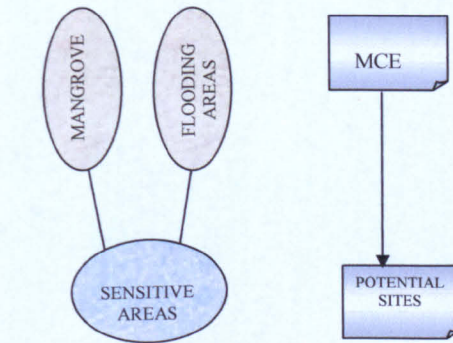 MANGROVE
FLOODING
AREAS
MCE
SENSITIVE
AREAS
POTENTIAL
SITES